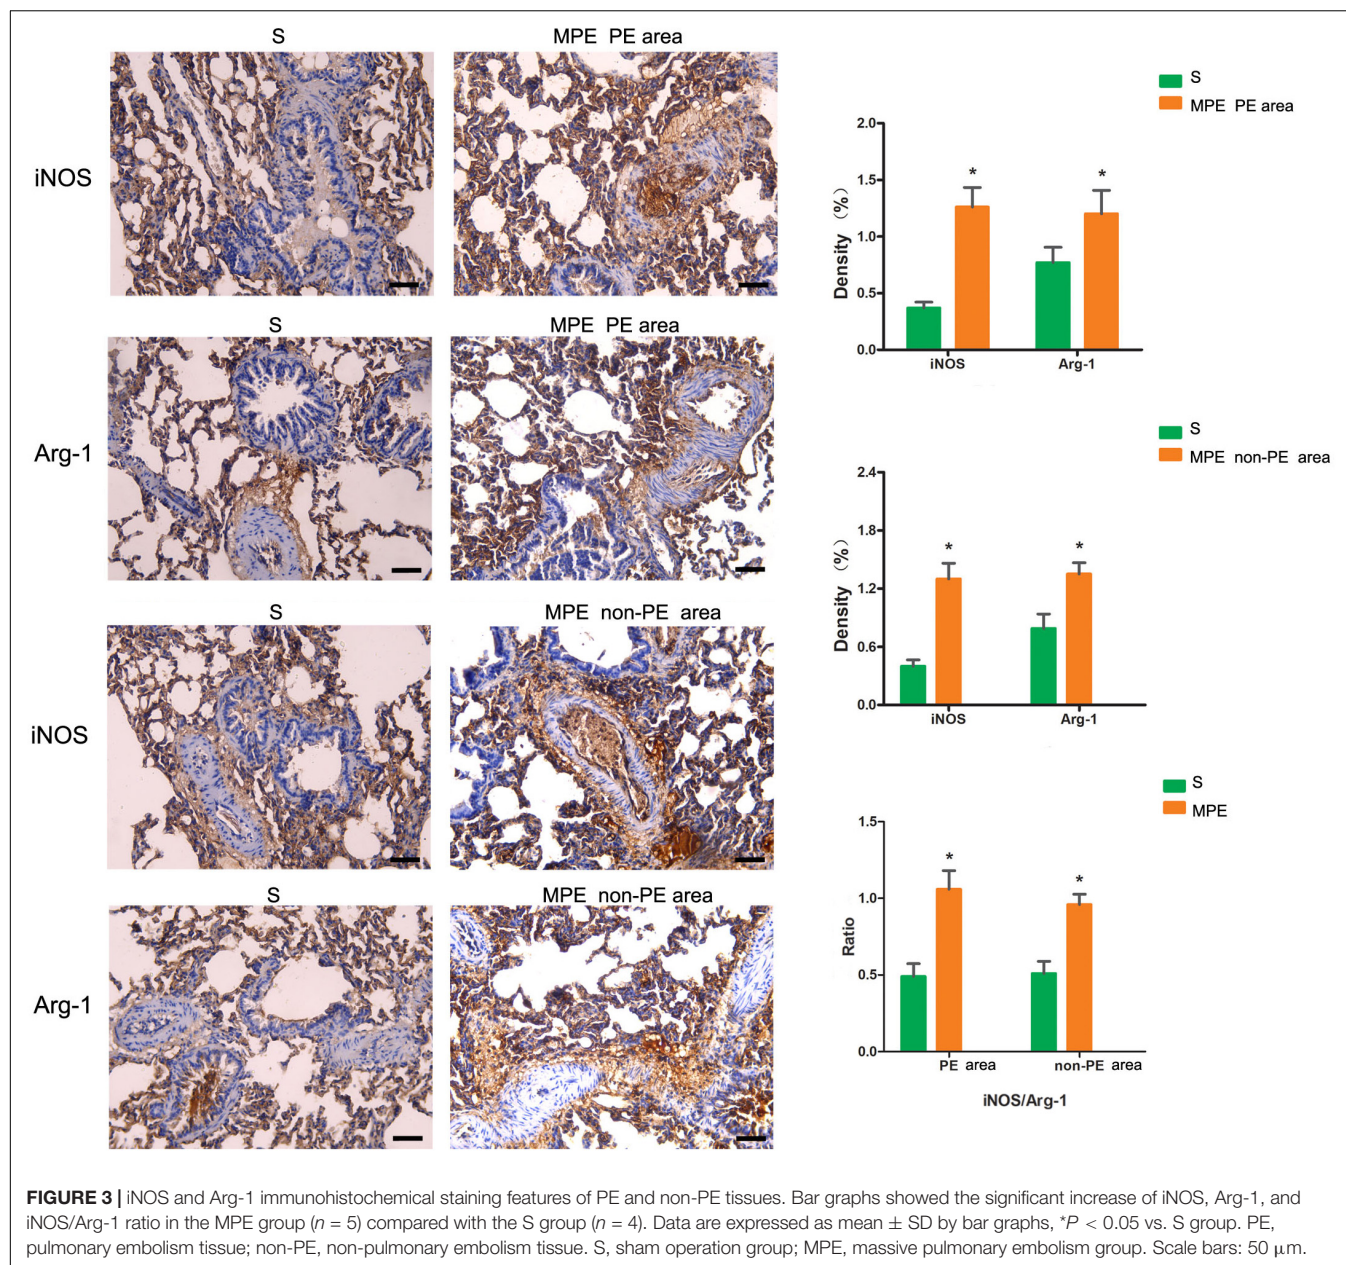 S
MPE PE area
iNOS
S
MPE PE area
Arg-1
S
MPE non-PE area
iNOS
S
MPE non-PE area
Arg-1
S
MPE PE area
2.0
1.5
1.0
0.5
0.0
Density (%)
* *
iNOS Arg-1
S
MPE non-PE area
2.4
1.8
1.2
0.6
0.0
Density (%)
* *
iNOS Arg-1
S
MPE
1.5
1.0
0.5
0.0
Ratio
* *
PE area non-PE area
iNOS/Arg-1
FIGURE 3 | iNOS and Arg-1 immunohistochemical staining features of PE and non-PE tissues. Bar graphs showed the significant increase of iNOS, Arg-1, and
iNOS/Arg-1 ratio in the MPE group (n = 5) compared with the S group (n = 4). Data are expressed as mean ± SD by bar graphs, *P < 0.05 vs. S group. PE,
pulmonary embolism tissue; non-PE, non-pulmonary embolism tissue. S, sham operation group; MPE, massive pulmonary embolism group. Scale bars: 50 μm.